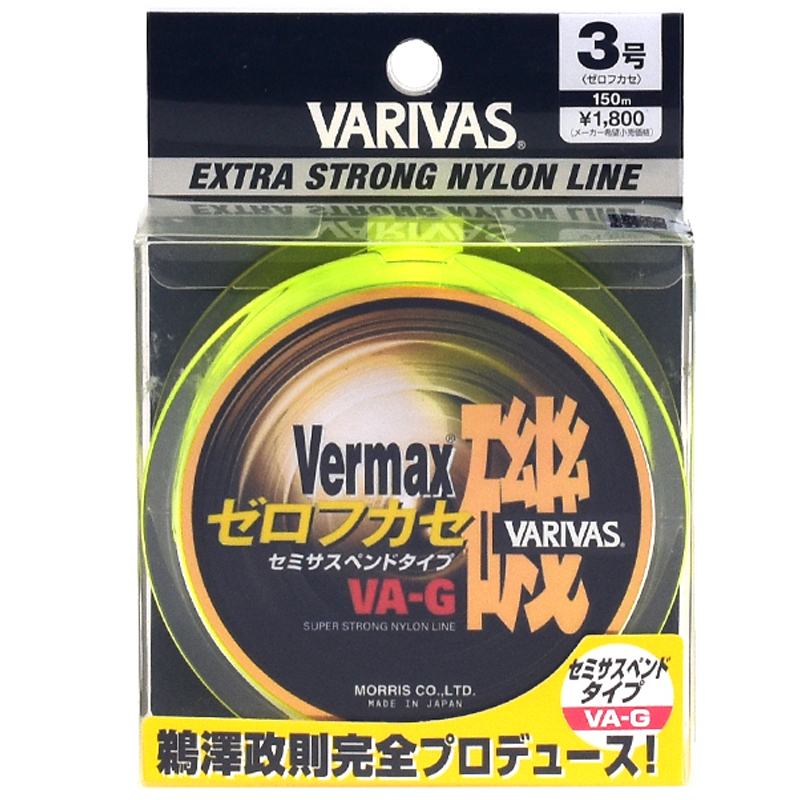 3号
〈ゼロフカセ〉
150m
¥1,800
(メーカー希望小売価格)
VARIVAS®
EXTRA STRONG NYLON LINE
Vermax®
磯
ゼロフカセ
VARIVAS®
セミサスペンドタイプ
VA-G
SUPER STRONG NYLON LINE
MORRIS CO.,LTD.
MADE IN JAPAN
セミサスペンド
タイプ
VA-G
鵜澤政則完全プロデュース!